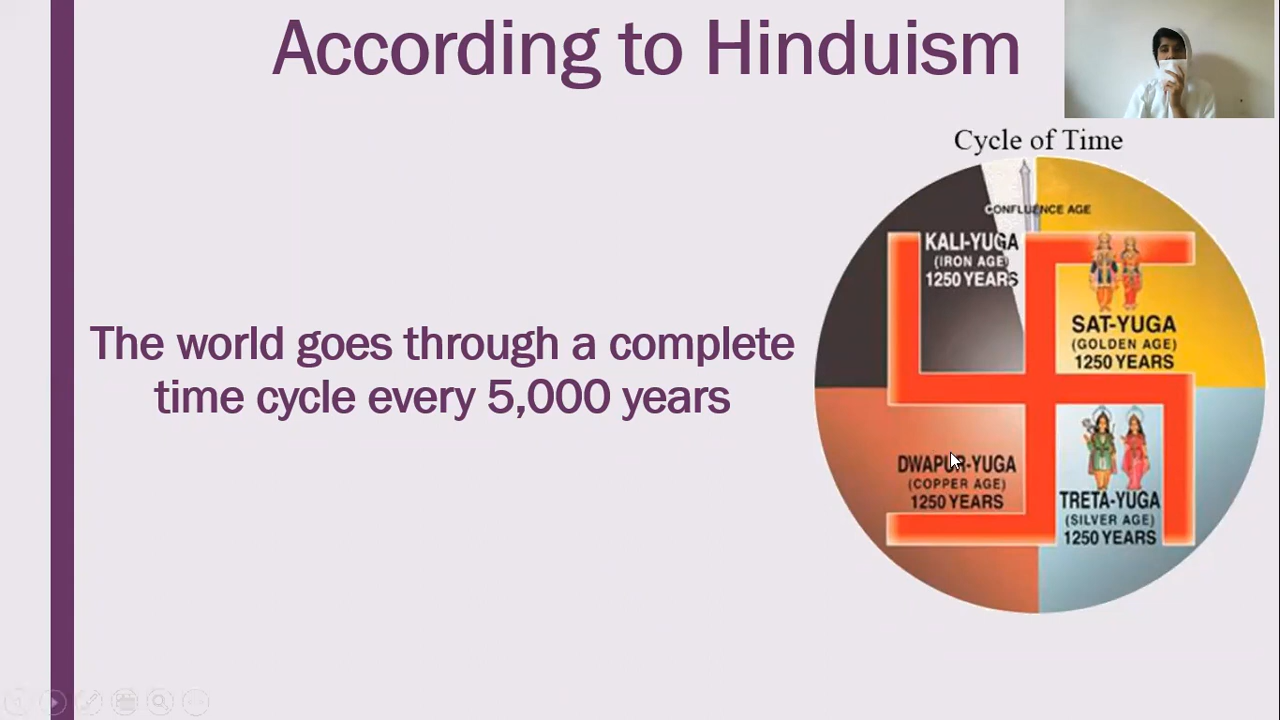 According to Hinduism
Cycle of Time
CONFLUENCE AGE
KALI-YUGA
(IRON AGE)
1250 YEARS
SAT-YUGA
(GOLDEN AGE)
1250 YEARS
The world goes through a complete
time cycle every 5,000 years
DWAPUR-YUGA
(COPPER AGE)
1250 YEARS
TRETA-YUGA
(SILVER AGE)
1250 YEARS